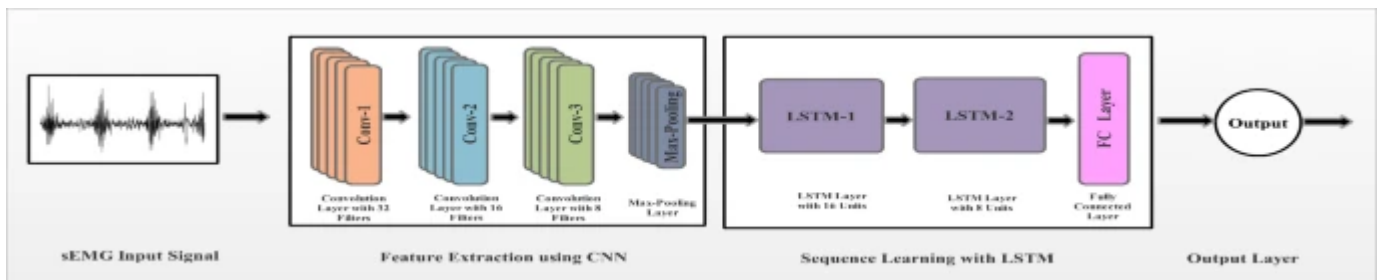 Conv-1
Conv-2
Conv-3
Max-Pooling
LSTM-1
LSTM-2
FC Layer
Output
Convolution
Layer with 32
Filters
Convolution
Layer with 16
Filters
Convolution
Layer with 8
Filters
Max-Pooling
Layer
LSTM Layer
with 16 Units
LSTM Layer
with 8 Units
Fully
Connected
Layer
sEMG Input Signal
Feature Extraction using CNN
Sequence Learning with LSTM
Output Layer